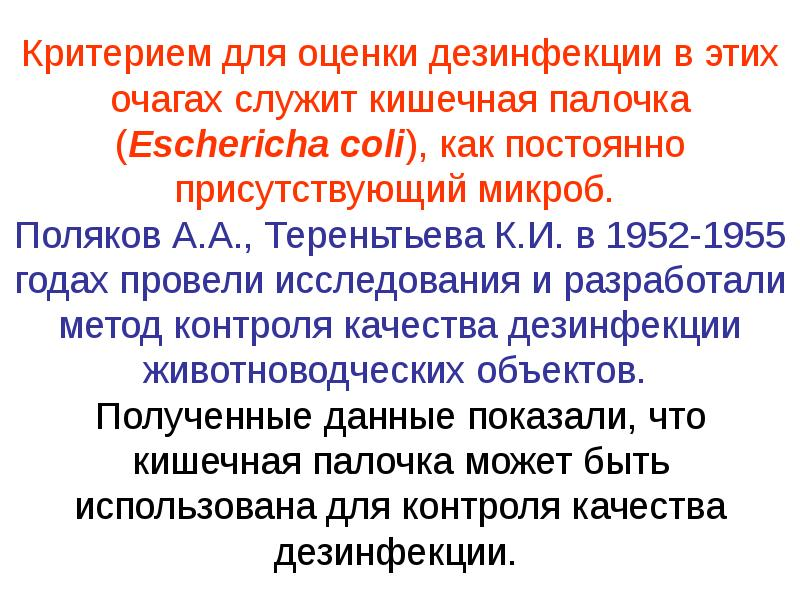 Критерием для оценки дезинфекции в этих
очагах служит кишечная палочка
(Eschericha coli), как постоянно
присутствующий микроб.
Поляков А.А., Тереньтьева К.И. в 1952-1955
годах провели исследования и разработали
метод контроля качества дезинфекции
животноводческих объектов.
Полученные данные показали, что
кишечная палочка может быть
использована для контроля качества
дезинфекции.